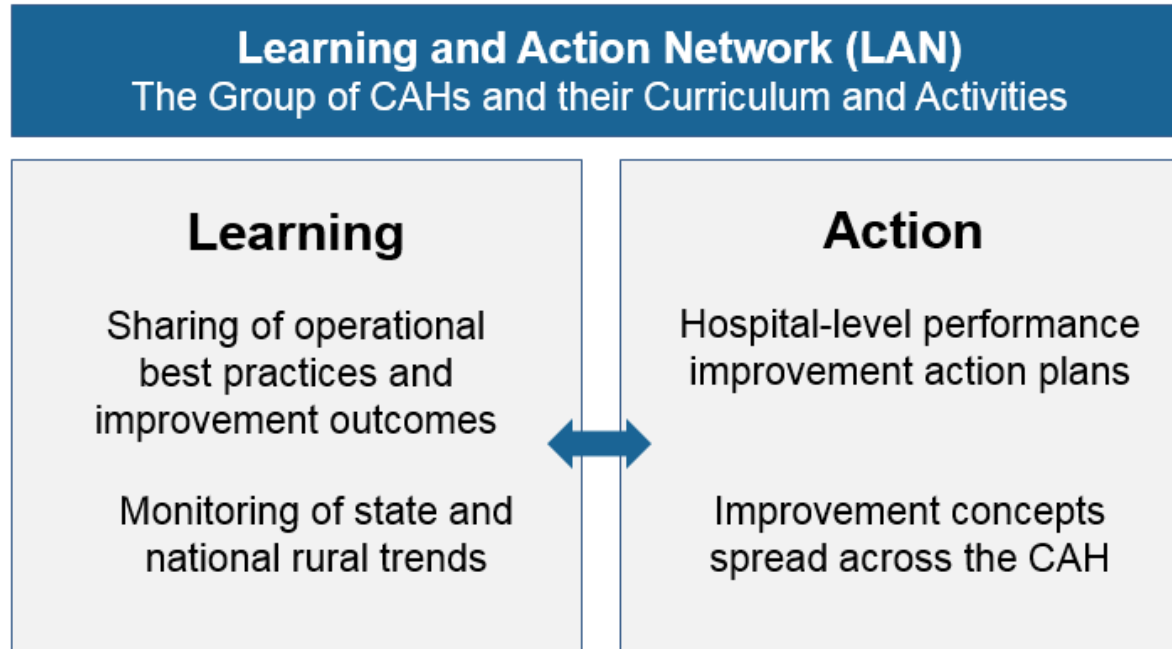 Learning and Action Network (LAN)
The Group of CAHs and their Curriculum and Activities
Learning
Sharing of operational
best practices and
improvement outcomes
Monitoring of state and
national rural trends
Action
Hospital-level performance
improvement action plans
Improvement concepts
spread across the CAH